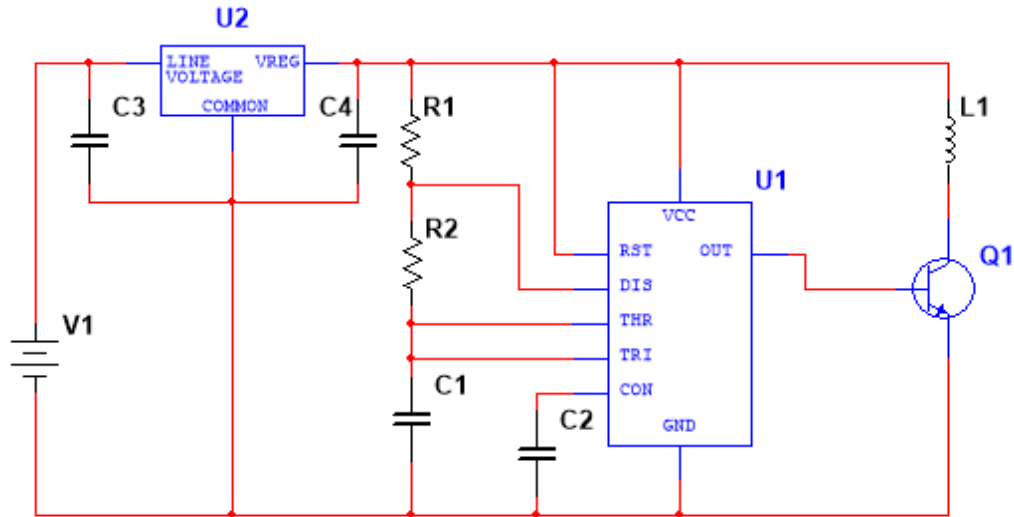 U2
LINE VREG
VOLTAGE
COMMON
C3
C4
R1
L1
U1
VCC
R2
RST OUT
Q1
DIS
THR
V1
TRI
C1
CON
C2
GND